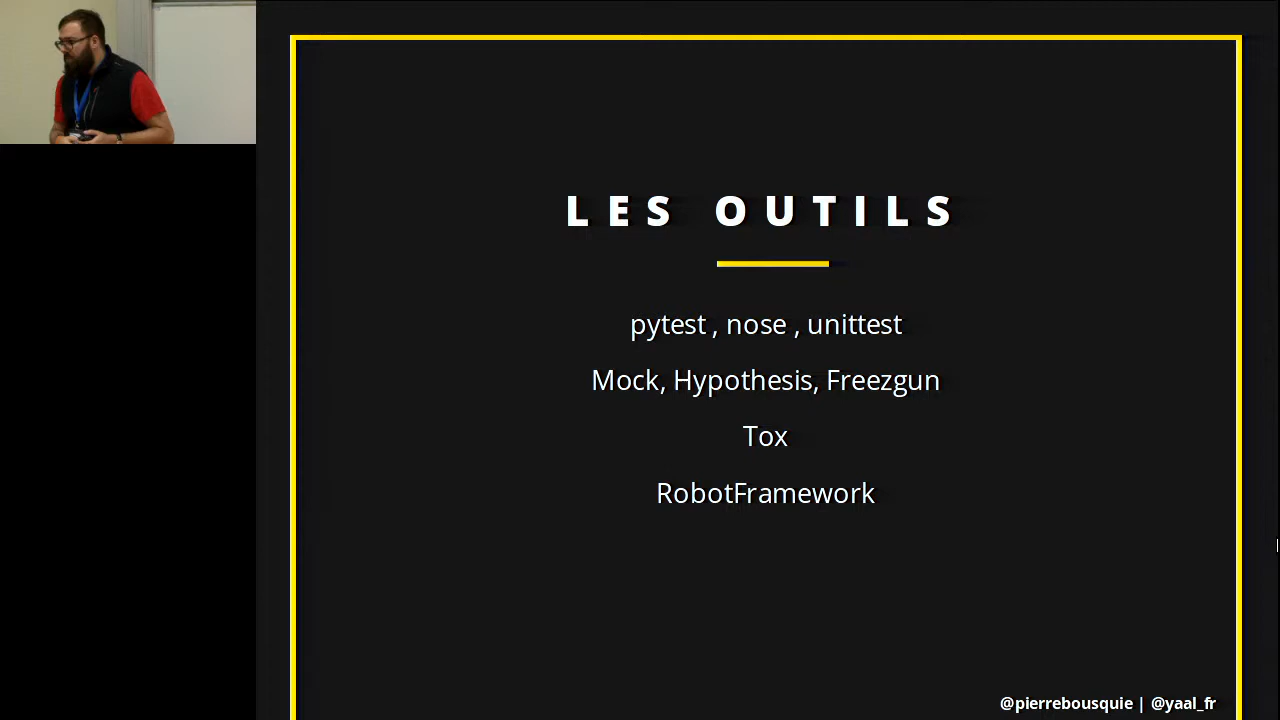 LES OUTILS
pytest , nose , unittest
Mock, Hypothesis, Freezgun
Tox
RobotFramework
@pierrebousquie | @yaal_fr